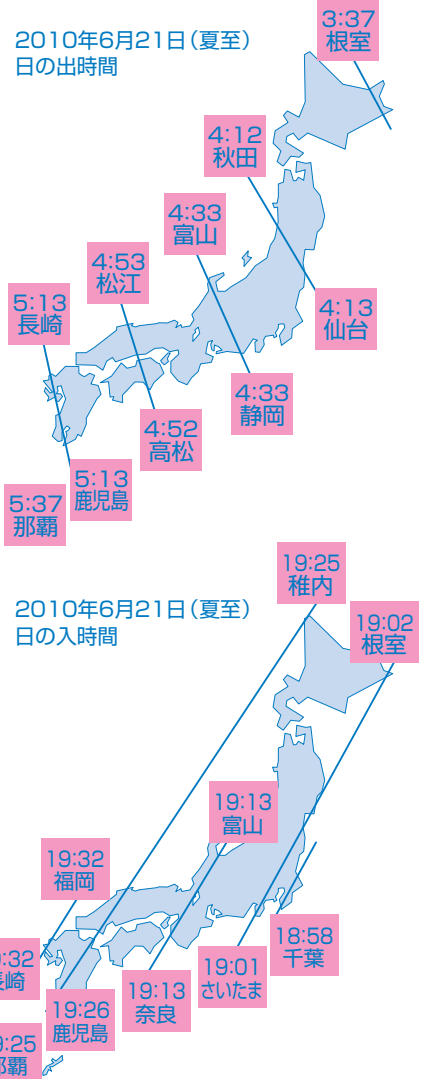 2010年6月21日（夏至）
日の出時間
3:37
根室
4:12
秋田
4:33
富山
4:53
松江
5:13
長崎
4:13
仙台
4:33
静岡
4:52
高松
5:13
鹿児島
5:37
那覇
2010年6月21日（夏至）
日の入時間
19:25
稚内
19:02
根室
19:13
富山
19:32
福岡
:32
崎
18:58
千葉
19:01
さいたま
19:13
奈良
19:26
鹿児島
:25
覇